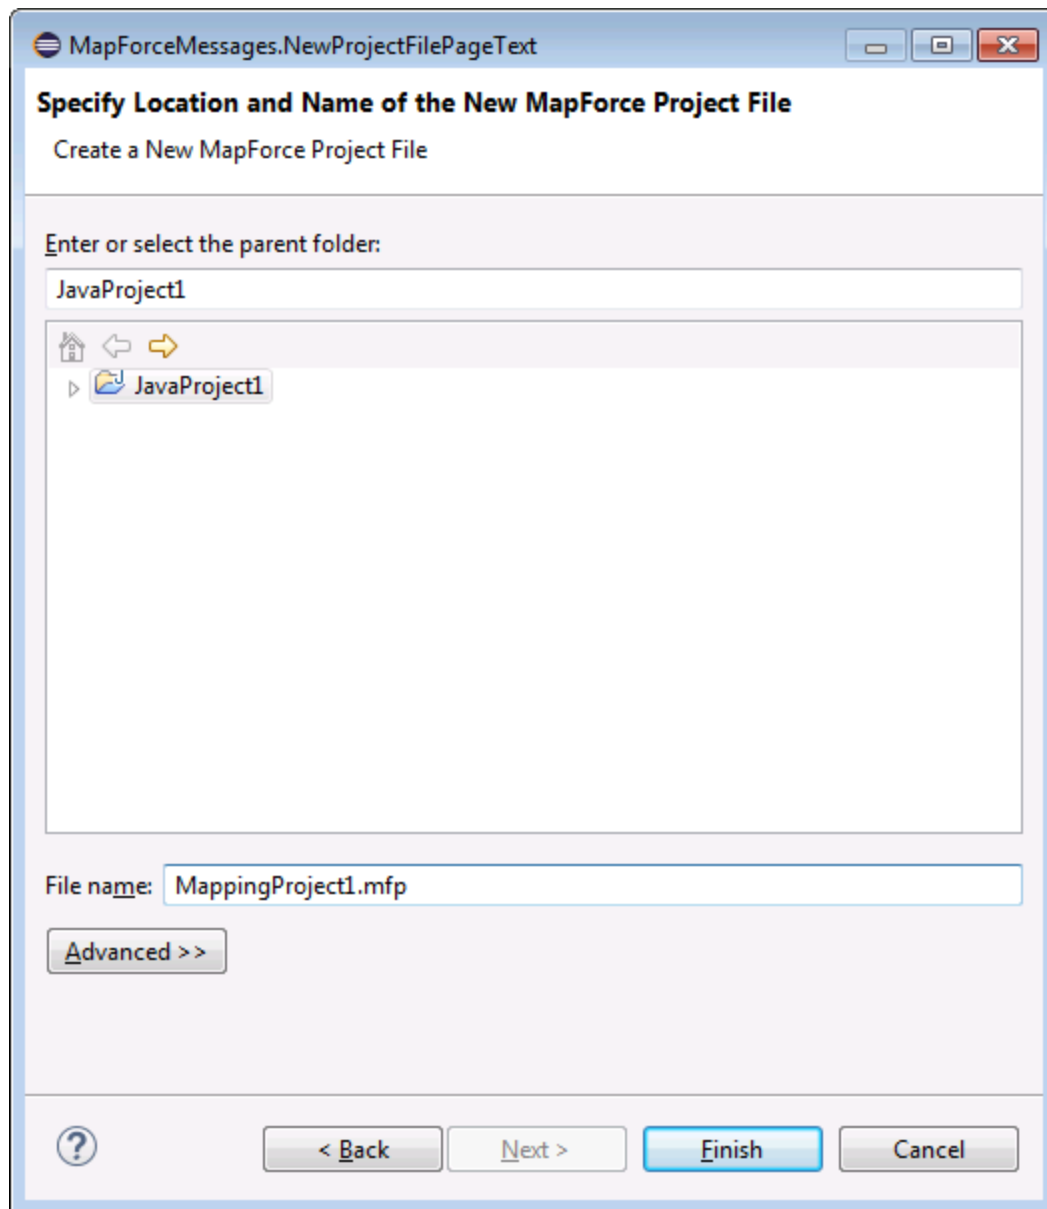 MapForceMessages.NewProjectFilePageText
Specify Location and Name of the New MapForce Project File
Create a New MapForce Project File
Enter or select the parent folder:
JavaProject1
JavaProject1
File name: MappingProject1.mfp
Advanced >>
? < Back Next > Finish Cancel